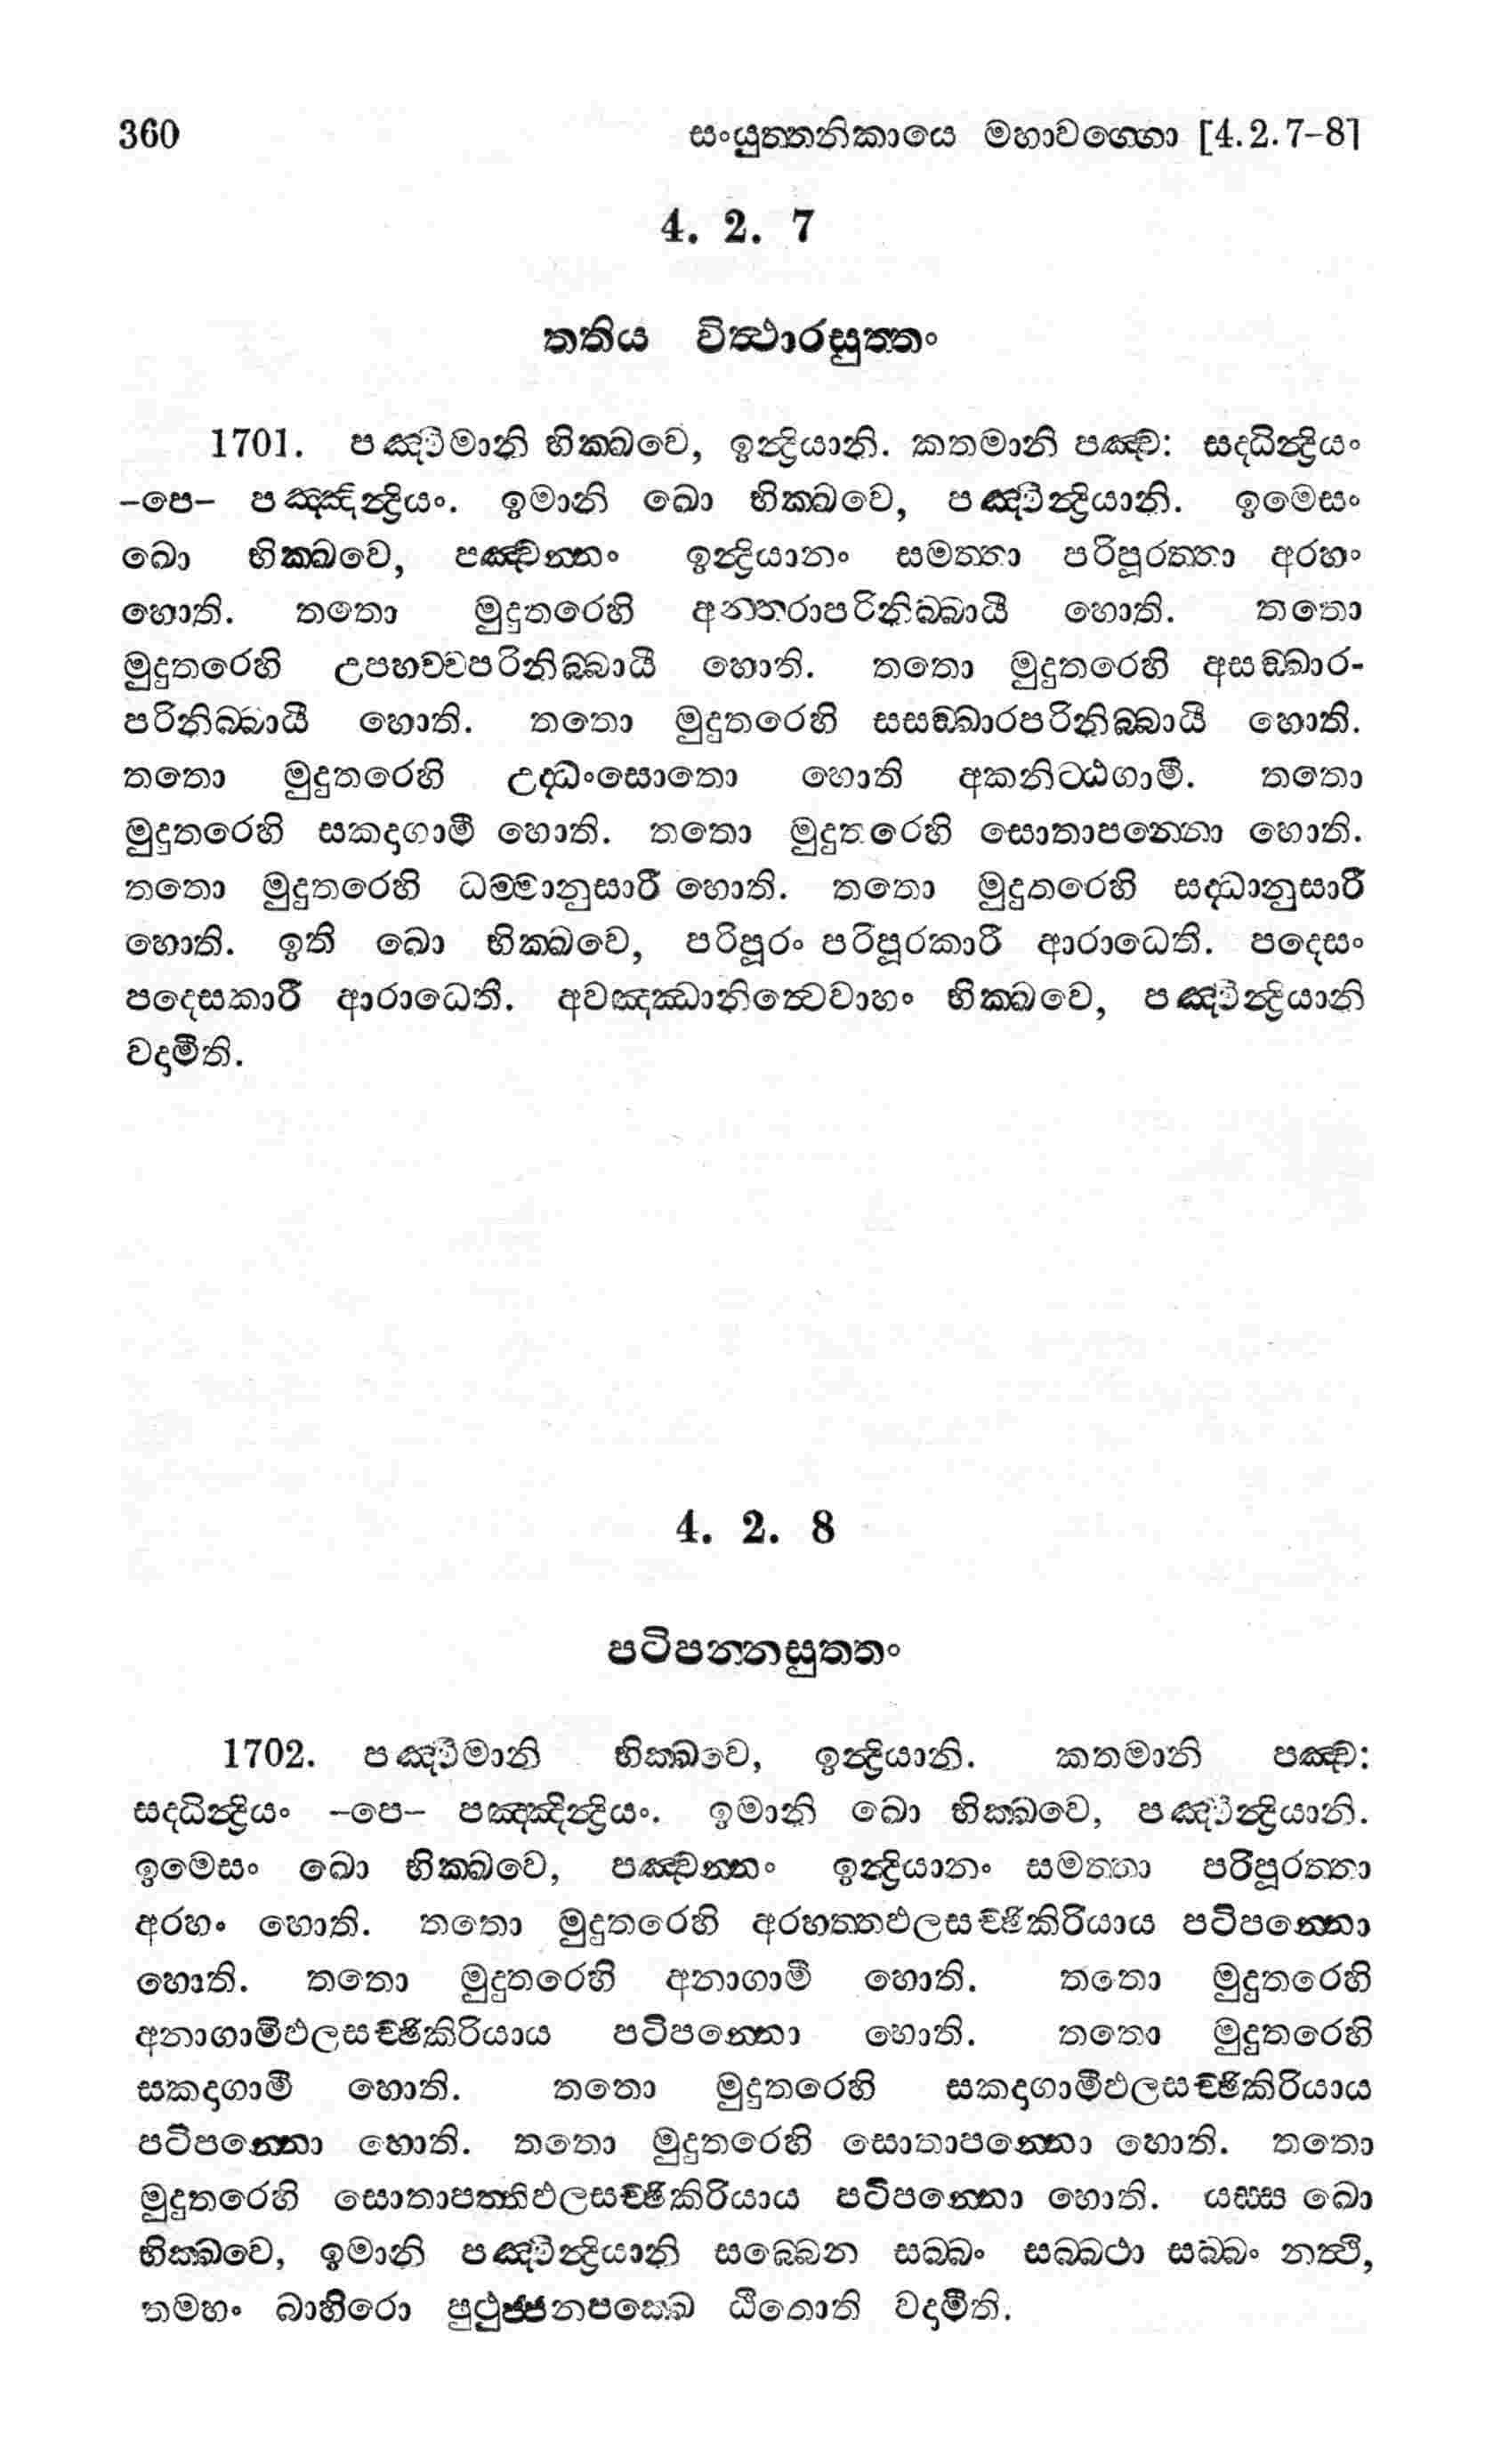 360 සංයුත්තනිකායෙ මහාවග්ගො [4.2.7-8]
4. 2. 7
තතිය විත්ථාරසුත්තං
1701. පඤ්චිමානි භික්ඛවෙ, ඉන්ද්‍රියානි. කතමානි පඤ්ච: සද්ධින්ද්‍රියං
-පෙ- පඤ්ඤින්ද්‍රියං. ඉමානි ඛො භික්ඛවෙ, පඤ්චින්ද්‍රියානි. ඉමෙසං
ඛො භික්ඛවෙ, පඤ්චන්නං ඉන්ද්‍රියානං සමත්තා පරිපූරත්තා අරහං
හොති. තතො මුදුතරෙහි අන්තරාපරිනිබ්බායී හොති. තතො
මුදුතරෙහි උපහච්චපරිනිබ්බායී හොති. තතො මුදුතරෙහි අසඞ්ඛාර-
පරිනිබ්බායී හොති. තතො මුදුතරෙහි සසඞ්ඛාරපරිනිබ්බායී හොති.
තතො මුදුතරෙහි උද්ධංසොතො හොති අකනිට්ඨගාමී. තතො
මුදුතරෙහි සකදාගාමී හොති. තතො මුදුතරෙහි සොතාපන්නො හොති.
තතො මුදුතරෙහි ධම්මානුසාරී හොති. තතො මුදුතරෙහි සද්ධානුසාරී
හොති. ඉති ඛො භික්ඛවෙ, පරිපූරං පරිපූරකාරී ආරාධෙති. පදෙසං
පදෙසකාරී ආරාධෙති. අවඤ්ඣානිත්වෙවාහං භික්ඛවෙ, පඤ්චින්ද්‍රියානි
වදාමීති.
4. 2. 8
පටිපන්නසුත්තං
1702. පඤ්චිමානි භික්ඛවෙ, ඉන්ද්‍රියානි. කතමානි පඤ්ච:
සද්ධින්ද්‍රියං -පෙ- පඤ්ඤින්ද්‍රියං. ඉමානි ඛො භික්ඛවෙ, පඤ්චින්ද්‍රියානි.
ඉමෙසං ඛො භික්ඛවෙ, පඤ්චන්නං ඉන්ද්‍රියානං සමත්තා පරිපූරත්තා
අරහං හොති. තතො මුදුතරෙහි අරහත්තඵලසච්ඡිකිරියාය පටිපන්නො
හොති. තතො මුදුතරෙහි අනාගාමී හොති. තතො මුදුතරෙහි
අනාගාමිඵලසච්ඡිකිරියාය පටිපන්නො හොති. තතො මුදුතරෙහි
සකදාගාමී හොති. තතො මුදුතරෙහි සකදාගාමිඵලසච්ඡිකිරියාය
පටිපන්නො හොති. තතො මුදුතරෙහි සොතාපන්නො හොති. තතො
මුදුතරෙහි සොතාපත්තිඵලසච්ඡිකිරියාය පටිපන්නො හොති. යස්ස ඛො
භික්ඛවෙ, ඉමානි පඤ්චින්ද්‍රියානි සබ්බෙන සබ්බං සබ්බථා සබ්බං නත්ථි,
තමහං බාහිරො පුථුජ්ජනපක්ඛෙ ඨිතොති වදාමීති.